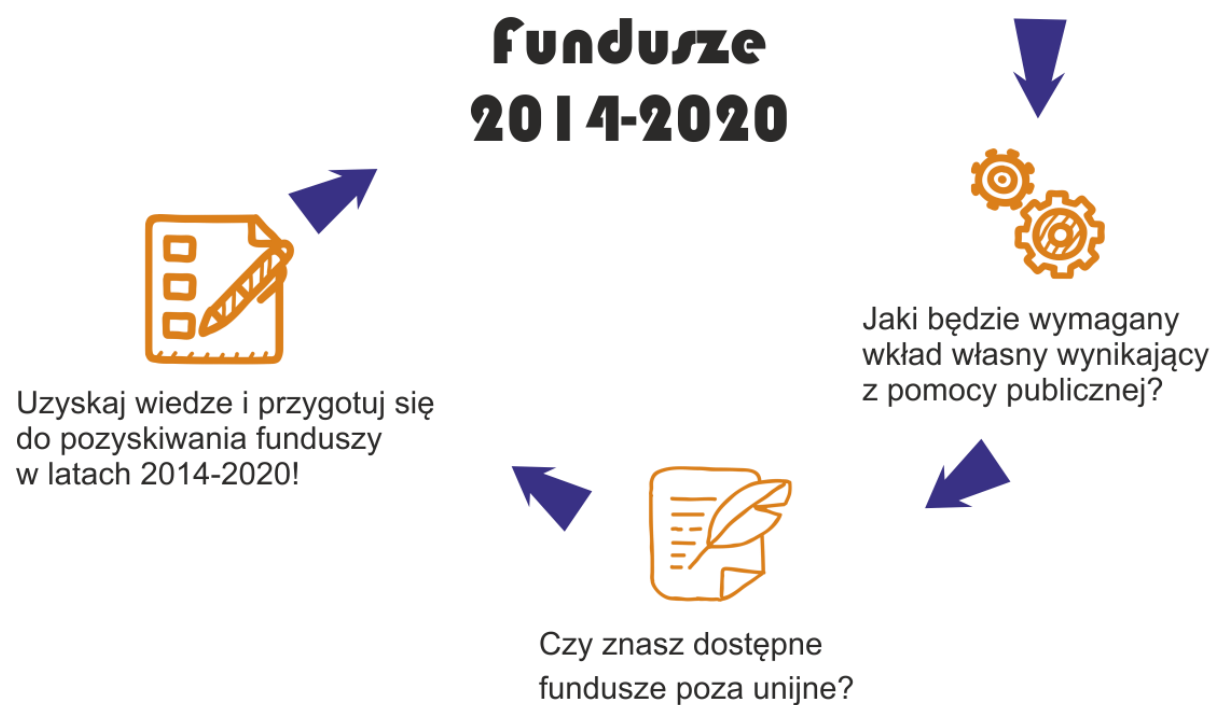 Fundusze
2014-2020
Jaki będzie wymagany
wkład własny wynikający
z pomocy publicznej?
Czy znasz dostępne
fundusze poza unijne?
Uzyskaj wiedze i przygotuj się
do pozyskiwania funduszy
w latach 2014-2020!